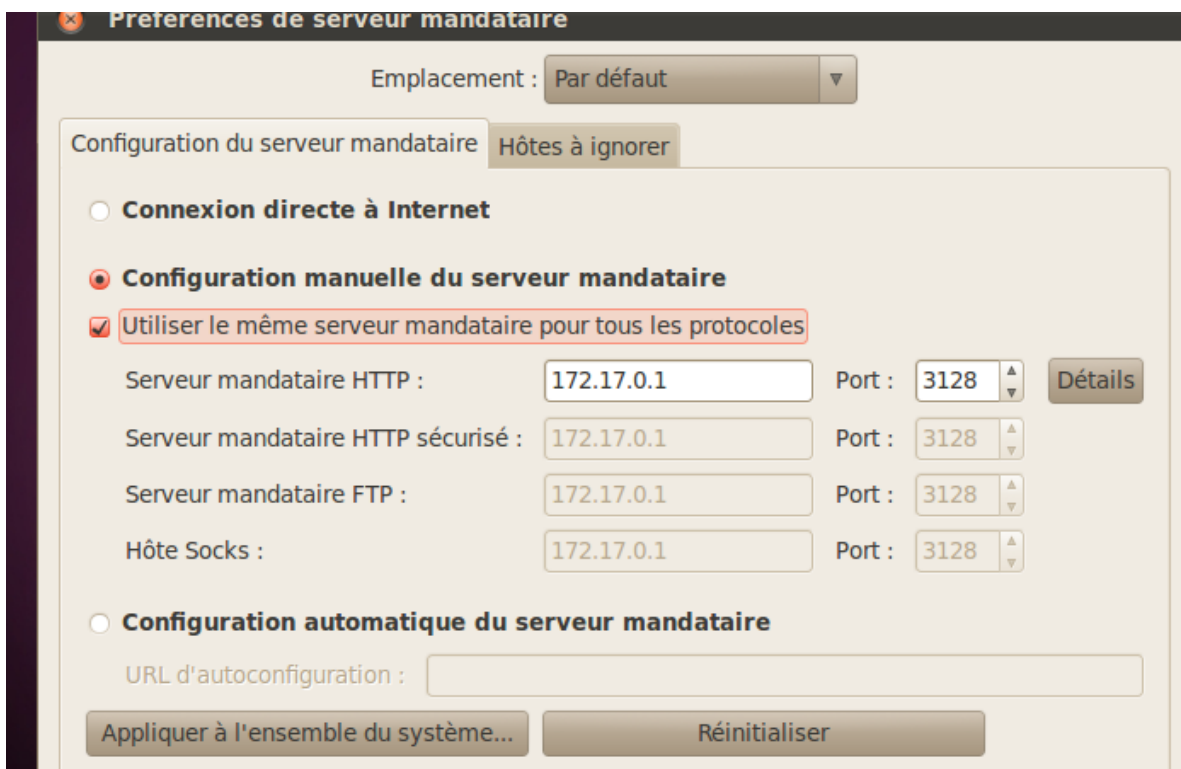 Préférences de serveur mandataire
Emplacement : Par défaut
Configuration du serveur mandataire Hôtes à ignorer
Connexion directe à Internet
Configuration manuelle du serveur mandataire
Utiliser le même serveur mandataire pour tous les protocoles
Serveur mandataire HTTP : 172.17.0.1 Port : 3128 Détails
Serveur mandataire HTTP sécurisé : 172.17.0.1 Port : 3128
Serveur mandataire FTP : 172.17.0.1 Port : 3128
Hôte Socks : 172.17.0.1 Port : 3128
Configuration automatique du serveur mandataire
URL d'autoconfiguration :
Appliquer à l'ensemble du système... Réinitialiser